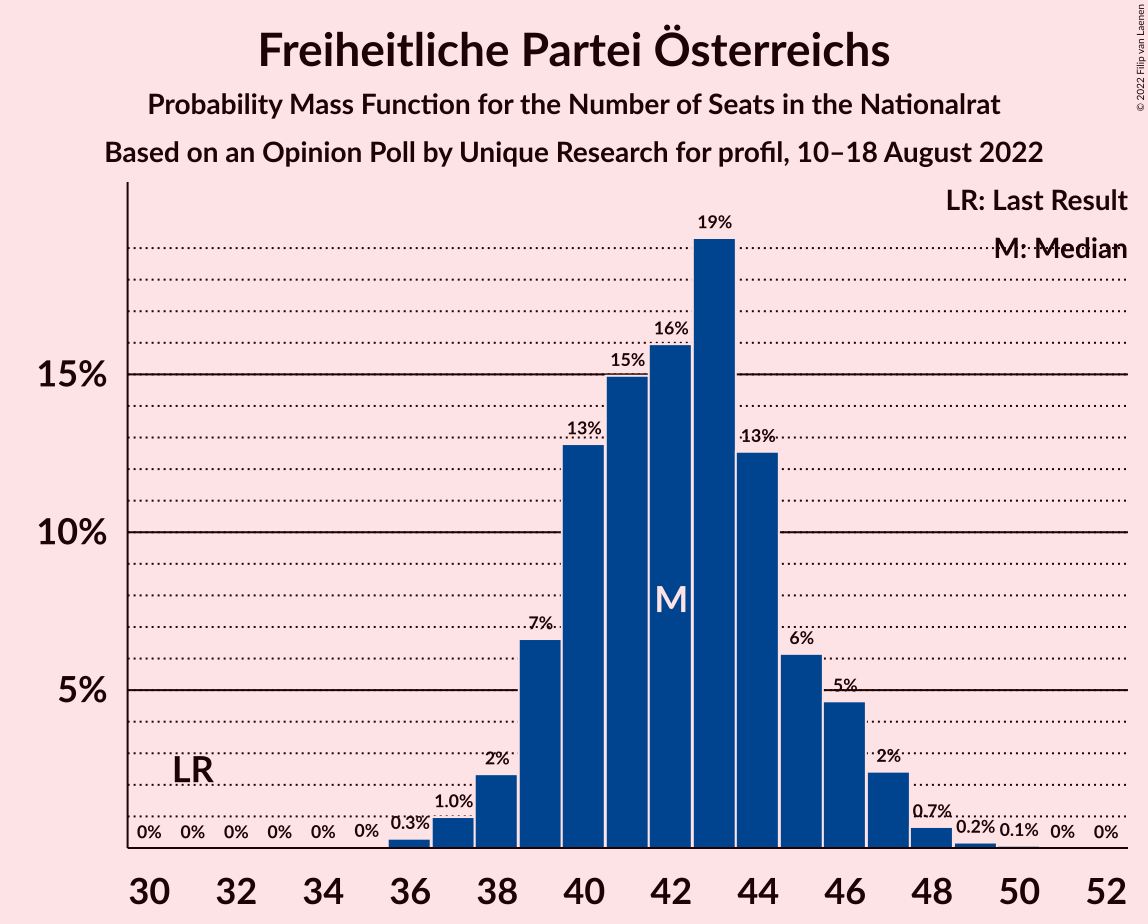 Freiheitliche Partei Österreichs
Probability Mass Function for the Number of Seats in the Nationalrat
Based on an Opinion Poll by Unique Research for profil, 10–18 August 2022
© 2022 Filip van Laenen
LR: Last Result
M: Median
15%
10%
5%
LR
M
0%
0%
0%
0%
0%
0%
0.3%
1.0%
2%
7%
13%
15%
16%
19%
13%
6%
5%
2%
0.7%
0.2%
0.1%
0%
0%
30 32 34 36 38 40 42 44 46 48 50 52